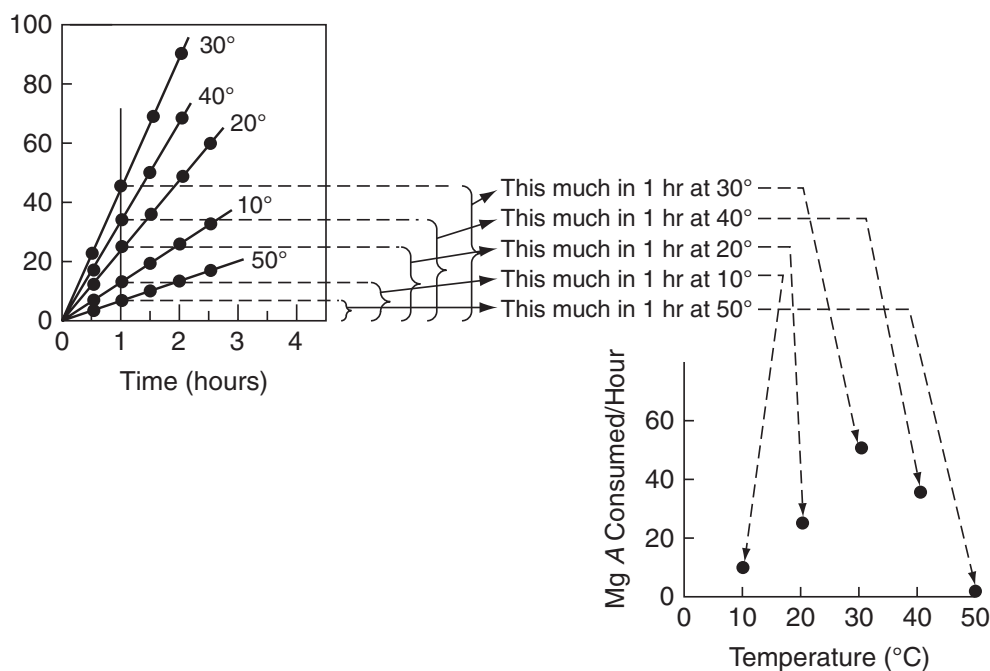 100
80
60
40
20
0
30°
40°
20°
10°
50°
0 1 2 3 4
Time (hours)
This much in 1 hr at 30°
This much in 1 hr at 40°
This much in 1 hr at 20°
This much in 1 hr at 10°
This much in 1 hr at 50°
Mg A Consumed/Hour
60
40
20
0
0 10 20 30 40 50
Temperature (°C)